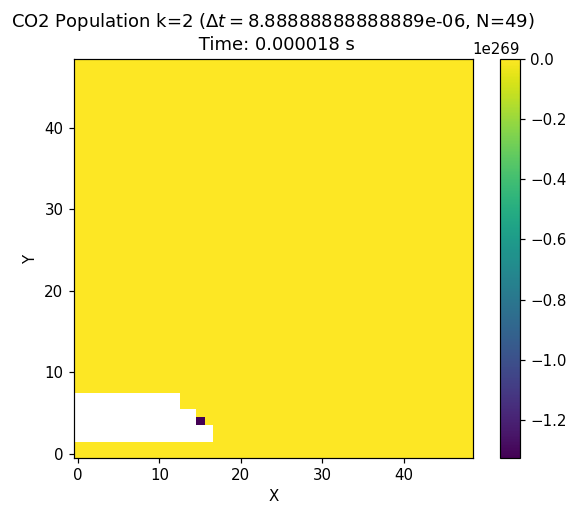 CO2 Population k=2 (Δt = 8.88888888888889e-06, N=49)
Time: 0.000018 s
1e269
0.0
−0.2
−0.4
−0.6
−0.8
−1.0
−1.2
Y
40
30
20
10
0
0 10 20 30 40
X